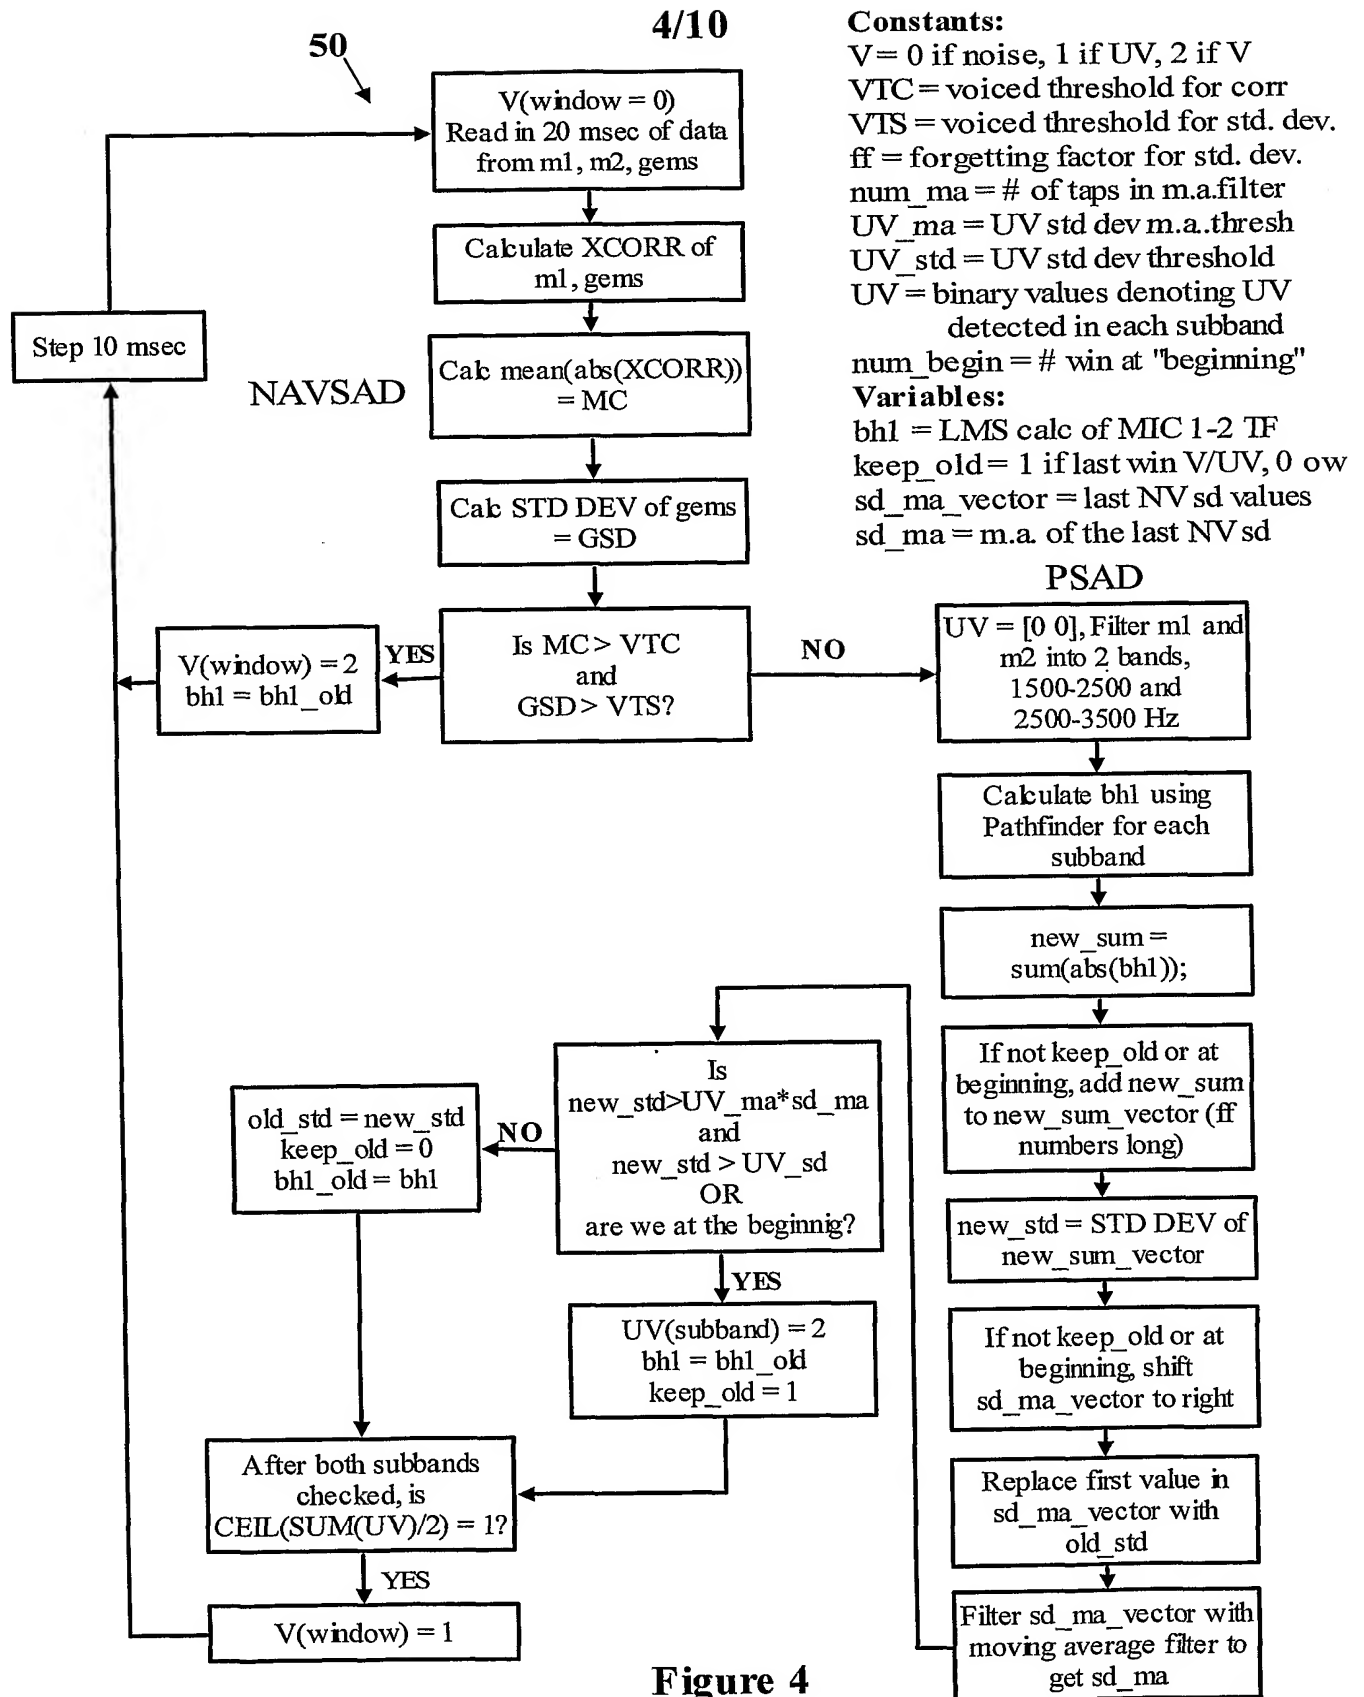 4/10
50
Constants:
V= 0 if noise, 1 if UV, 2 if V
VTC = voiced threshold for corr
VTS = voiced threshold for std. dev.
ff = forgetting factor for std. dev.
num_ma = # of taps in m.a.filter
UV_ma = UV std dev m.a..thresh
UV_std = UV std dev threshold
UV = binary values denoting UV
detected in each subband
num_begin = # win at "beginning"
Variables:
bh1 = LMS calc of MIC 1-2 TF
keep_old = 1 if last win V/UV, 0 ow
sd_ma_vector = last NV sd values
sd_ma = m.a. of the last NV sd
V(window = 0)
Read in 20 msec of data
from m1, m2, gems
Calculate XCORR of
m1, gems
Step 10 msec
NAVSAD
Calc mean(abs(XCORR))
= MC
Calc STD DEV of gems
= GSD
Is MC> VTC
and
GSD> VTS?
YES
V(window) = 2
bh1 = bh1_old
NO
PSAD
UV = [0 0], Filter m1 and
m2 into 2 bands,
1500-2500 and
2500-3500 Hz
Calculate bh1 using
Pathfinder for each
subband
new_sum =
sum(abs(bh1));
If not keep_old or at
beginning, add new_sum
to new_sum_vector (ff
numbers long)
new_std = STD DEV of
new_sum_vector
If not keep_old or at
beginning, shift
sd_ma_vector to right
Replace first value in
sd_ma_vector with
old_std
Filter sd_ma_vector with
moving average filter to
get sd_ma
Is
new_std>UV_ma*sd_ma
and
new_std > UV_sd
OR
are we at the beginnig?
NO
old_std = new_std
keep_old = 0
bh1_old = bh1
YES
UV(subband) = 2
bh1 = bh1_old
keep_old = 1
After both subbands
checked, is
CEIL(SUM(UV)/2) = 1?
YES
V(window) = 1
Figure 4